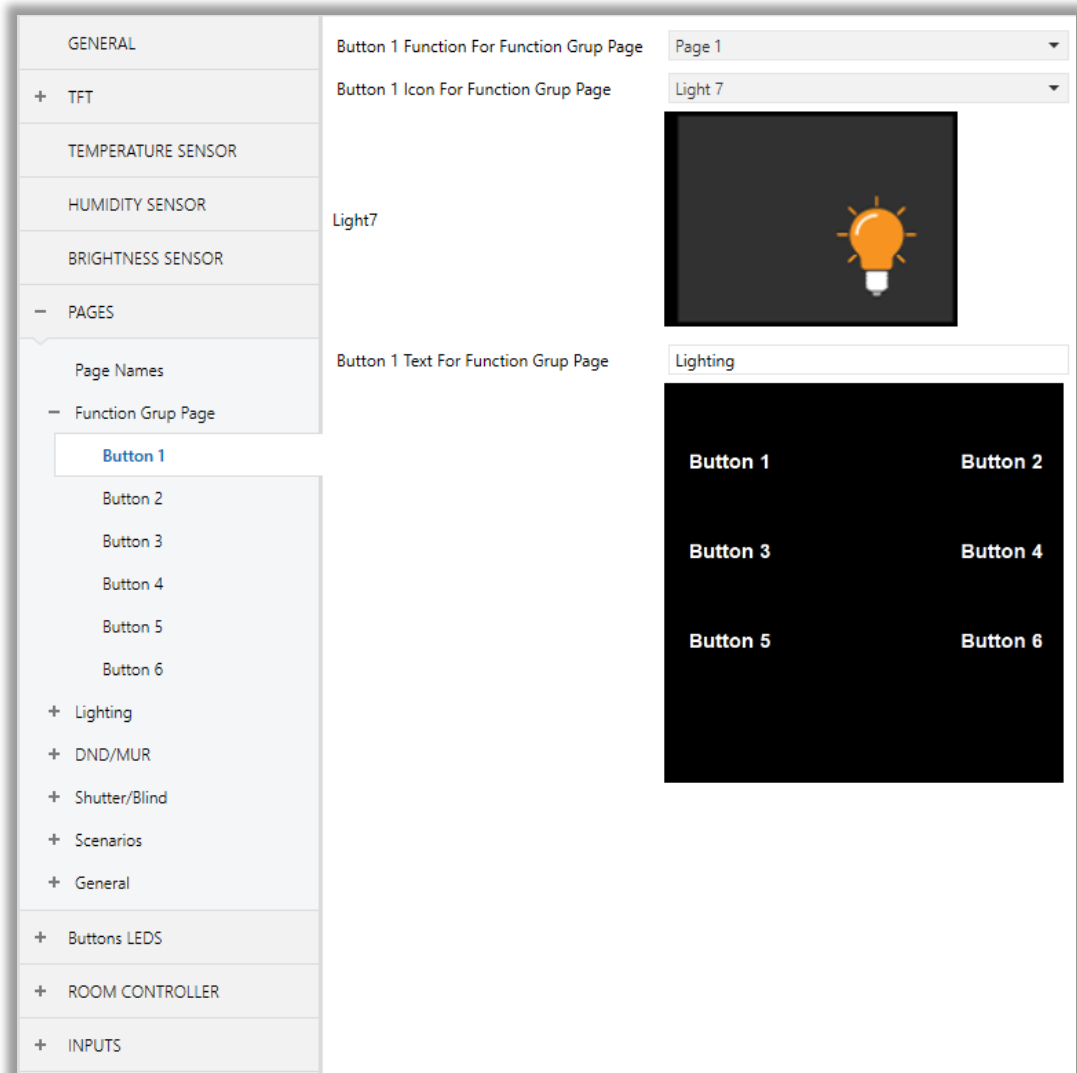 GENERAL
+ TFT
TEMPERATURE SENSOR
HUMIDITY SENSOR
BRIGHTNESS SENSOR
− PAGES
Page Names
− Function Grup Page
Button 1
Button 2
Button 3
Button 4
Button 5
Button 6
+ Lighting
+ DND/MUR
+ Shutter/Blind
+ Scenarios
+ General
+ Buttons LEDS
+ ROOM CONTROLLER
+ INPUTS
Button 1 Function For Function Grup Page Page 1
Button 1 Icon For Function Grup Page Light 7
Light7
Button 1 Text For Function Grup Page Lighting
Button 1 Button 2
Button 3 Button 4
Button 5 Button 6